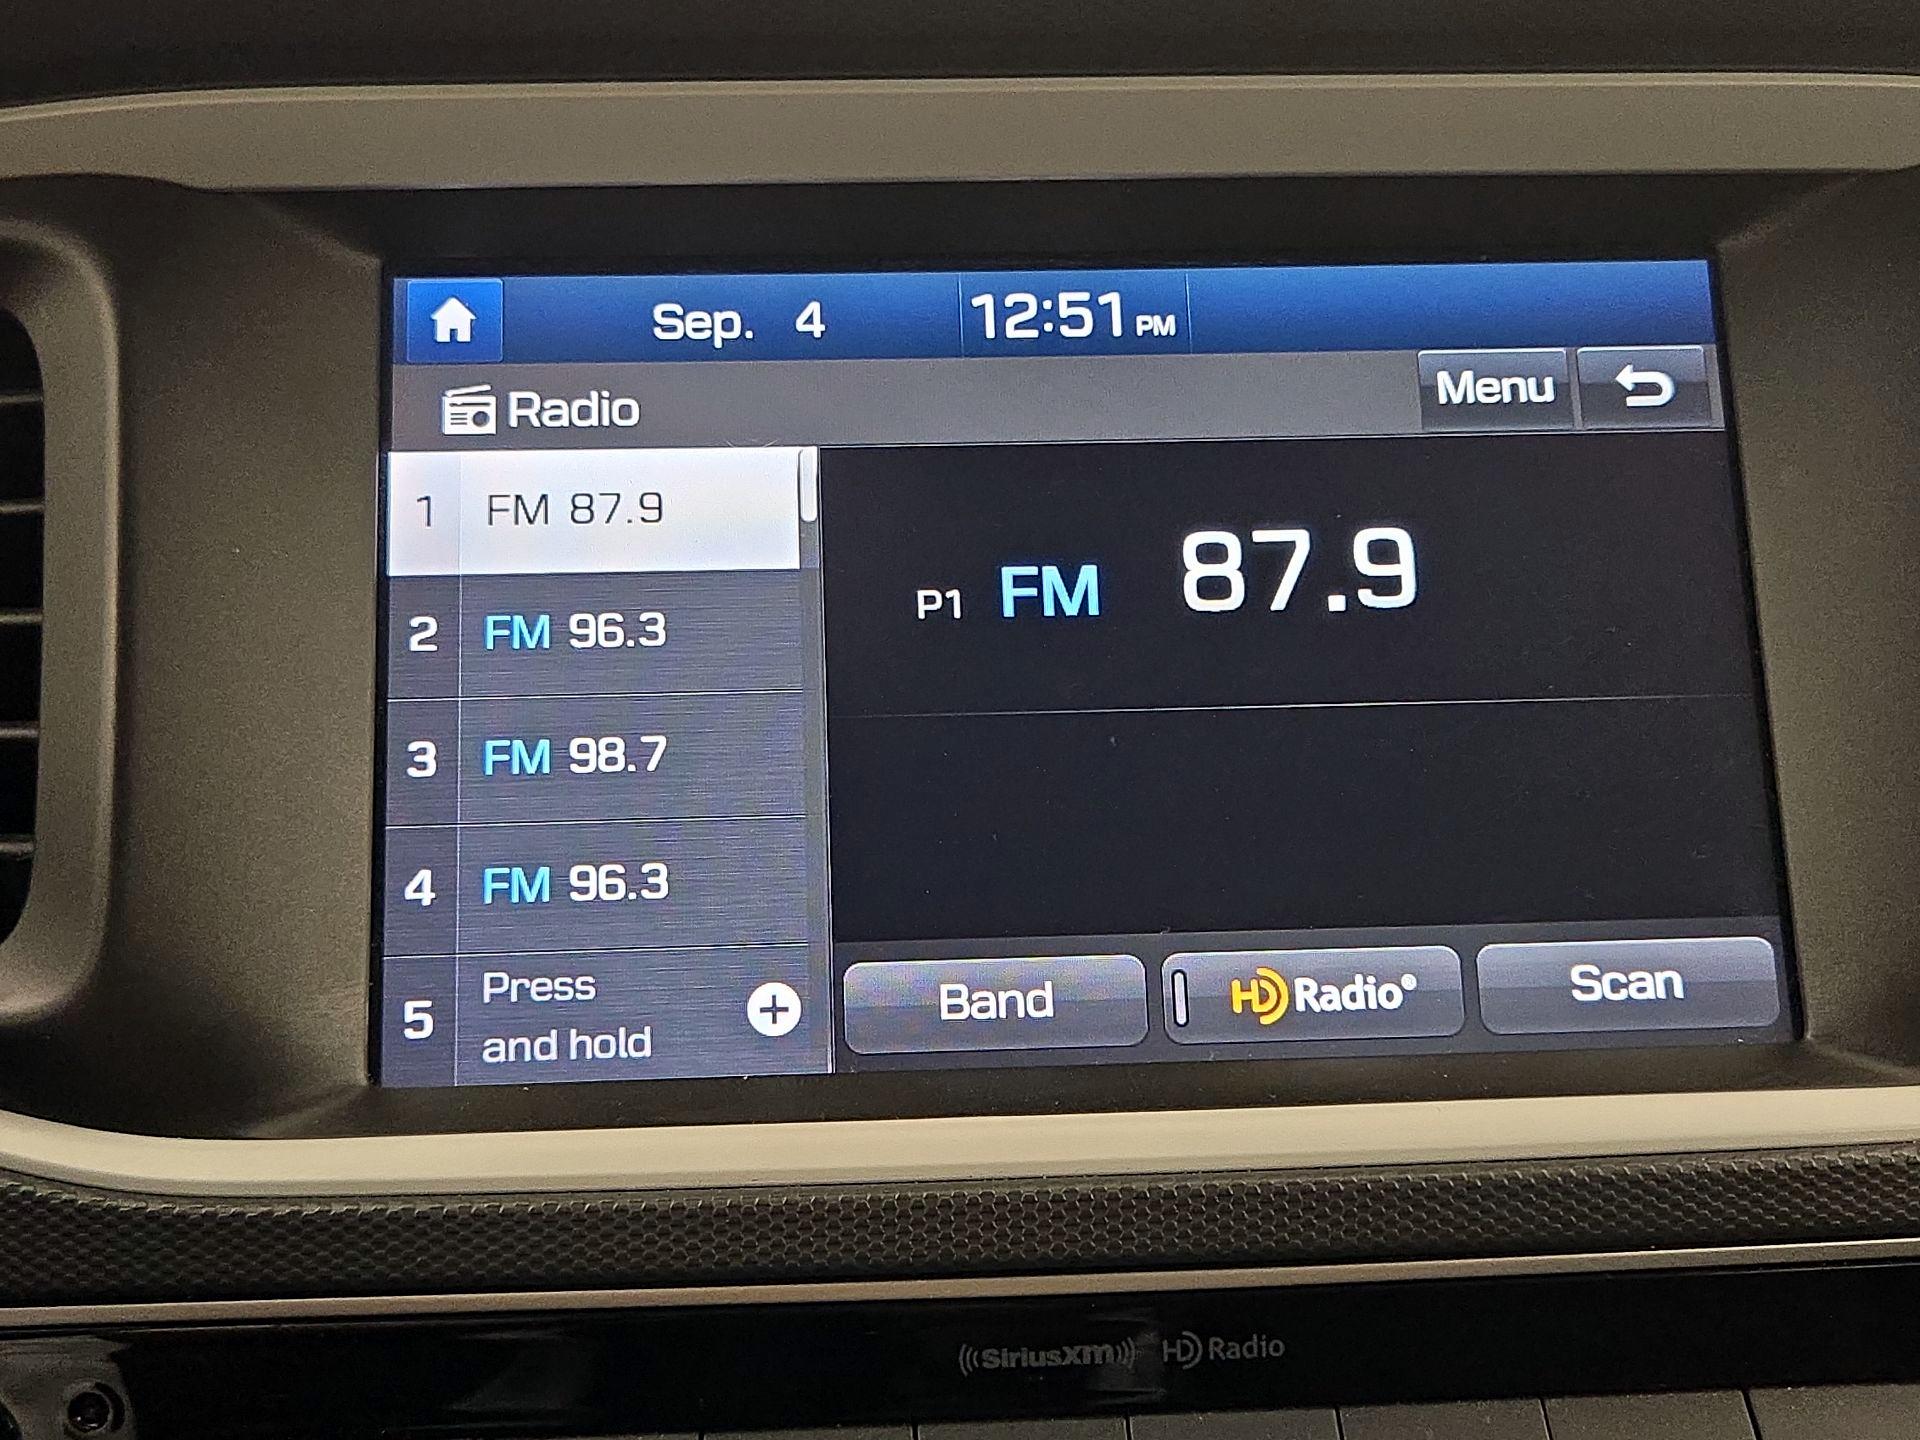 Sep. 4 12:51 PM
Radio Menu
1 FM 87.9
2 FM 96.3
3 FM 98.7
4 FM 96.3
5 Press
and hold
P1 FM 87.9
Band HD Radio® Scan
(((SiriusXM))) HD Radio